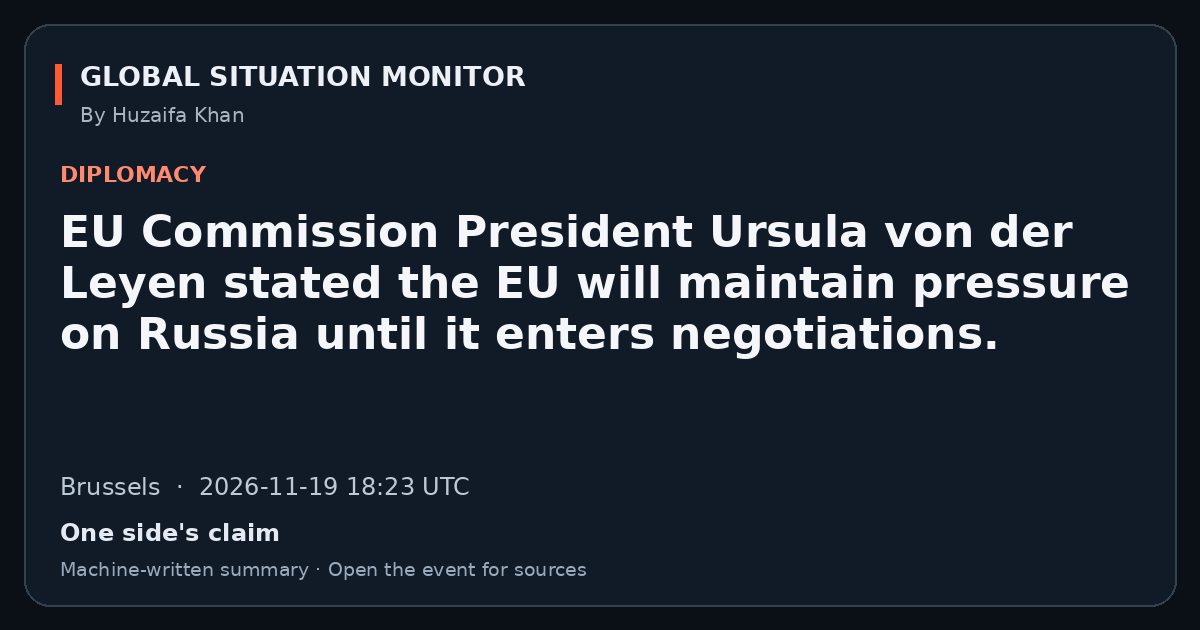 GLOBAL SITUATION MONITOR
By Huzaifa Khan
DIPLOMACY
EU Commission President Ursula von der
Leyen stated the EU will maintain pressure
on Russia until it enters negotiations.
Brussels · 2026-11-19 18:23 UTC
One side's claim
Machine-written summary · Open the event for sources